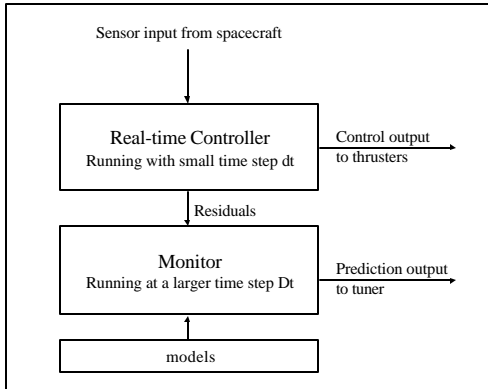 Sensor input from spacecraft
Real-time Controller
Running with small time step dt
Control output
to thrusters
Residuals
Monitor
Running at a larger time step Dt
Prediction output
to tuner
models